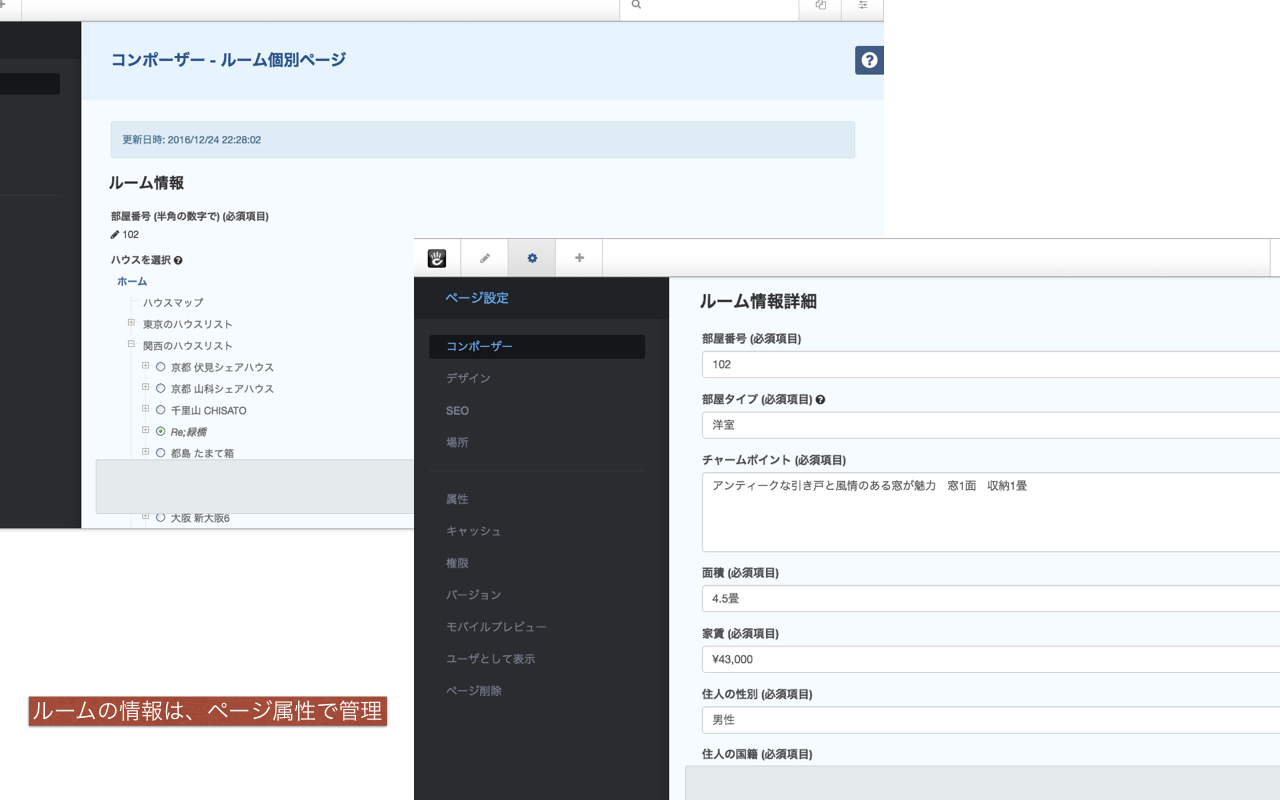 コンポーザー - ルーム個別ページ
更新日時: 2016/12/24 22:28:02
ルーム情報
部屋番号 (半角の数字で) (必須項目)
102
ハウスを選択
ホーム
ハウスマップ
東京のハウスリスト
関西のハウスリスト
京都 伏見シェアハウス
京都 山科シェアハウス
千里山 CHISATO
Re;緑橋
都島 たまて箱
大阪 新大阪6
ページ設定
コンポーザー
デザイン
SEO
場所
属性
キャッシュ
権限
バージョン
モバイルプレビュー
ユーザとして表示
ページ削除
ルーム情報詳細
部屋番号 (必須項目)
102
部屋タイプ (必須項目)
洋室
チャームポイント (必須項目)
アンティークな引き戸と風情のある窓が魅力　窓1面　収納1畳
面積 (必須項目)
4.5畳
家賃 (必須項目)
¥43,000
住人の性別 (必須項目)
男性
住人の国籍 (必須項目)
ルームの情報は、ページ属性で管理